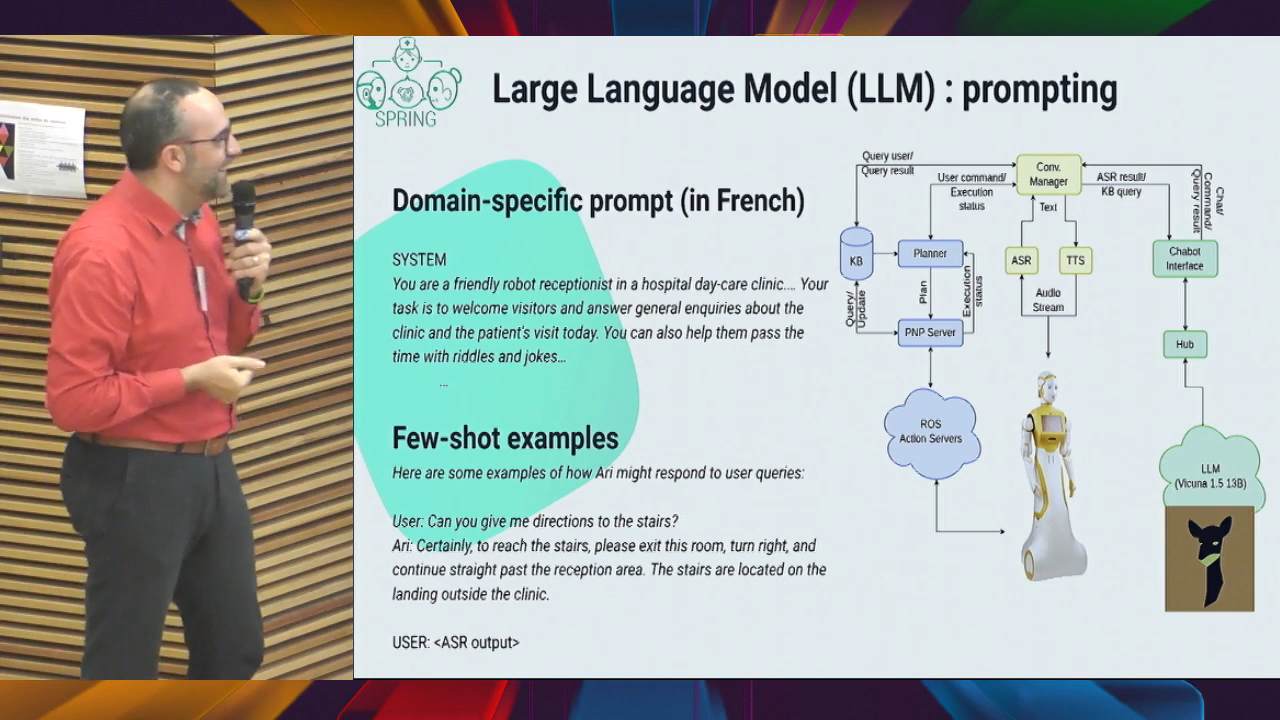 SPRING
Large Language Model (LLM) : prompting
Domain-specific prompt (in French)
SYSTEM
You are a friendly robot receptionist in a hospital day-care clinic.... Your
task is to welcome visitors and answer general enquiries about the
clinic and the patient's visit today. You can also help them pass the
time with riddles and jokes...
...
Few-shot examples
Here are some examples of how Ari might respond to user queries:
User: Can you give me directions to the stairs?
Ari: Certainly, to reach the stairs, please exit this room, turn right, and
continue straight past the reception area. The stairs are located on the
landing outside the clinic.
USER: <ASR output>
Query user/
Query result
User command/
Execution
status
Conv.
Manager
Text
ASR result/
KB query
Chat/
Command/
Query result
KB
Planner
ASR
TTS
Chabot
Interface
Query/
Update
Plan
Execution
status
Audio
Stream
PNP Server
Hub
ROS
Action Servers
LLM
(Vicuna 1.5 13B)